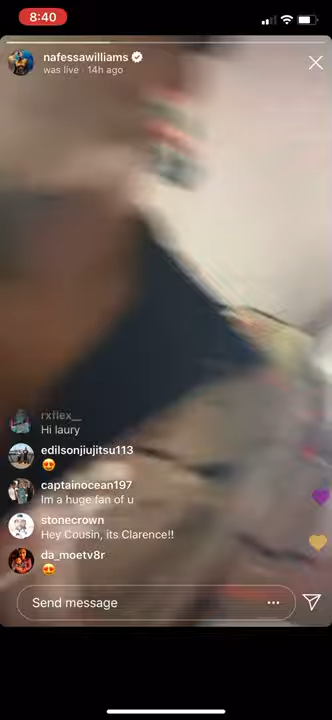 8:40
nafessawilliams
was live · 14h ago
rxflex__
Hi laury
edilsonjiujitsu113
😍
captainocean197
Im a huge fan of u
stonecrown
Hey Cousin, its Clarence!!
da_moetv8r
😍
Send message